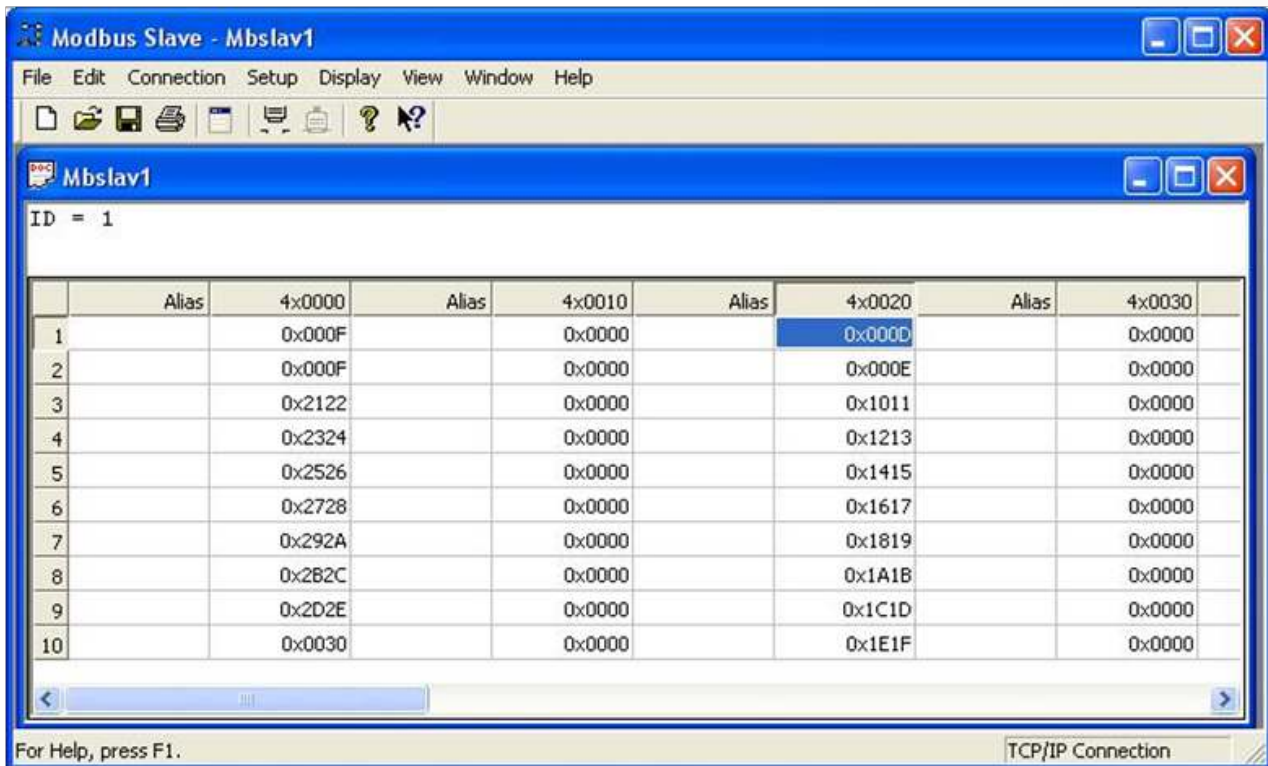 Modbus Slave - Mbslav1
File Edit Connection Setup Display View Window Help
Mbslav1
ID = 1
Alias 4x0000 Alias 4x0010 Alias 4x0020 Alias 4x0030
1 0x000F 0x0000 0x000D 0x0000
2 0x000F 0x0000 0x000E 0x0000
3 0x2122 0x0000 0x1011 0x0000
4 0x2324 0x0000 0x1213 0x0000
5 0x2526 0x0000 0x1415 0x0000
6 0x2728 0x0000 0x1617 0x0000
7 0x292A 0x0000 0x1819 0x0000
8 0x2B2C 0x0000 0x1A1B 0x0000
9 0x2D2E 0x0000 0x1C1D 0x0000
10 0x0030 0x0000 0x1E1F 0x0000
For Help, press F1. TCP/IP Connection